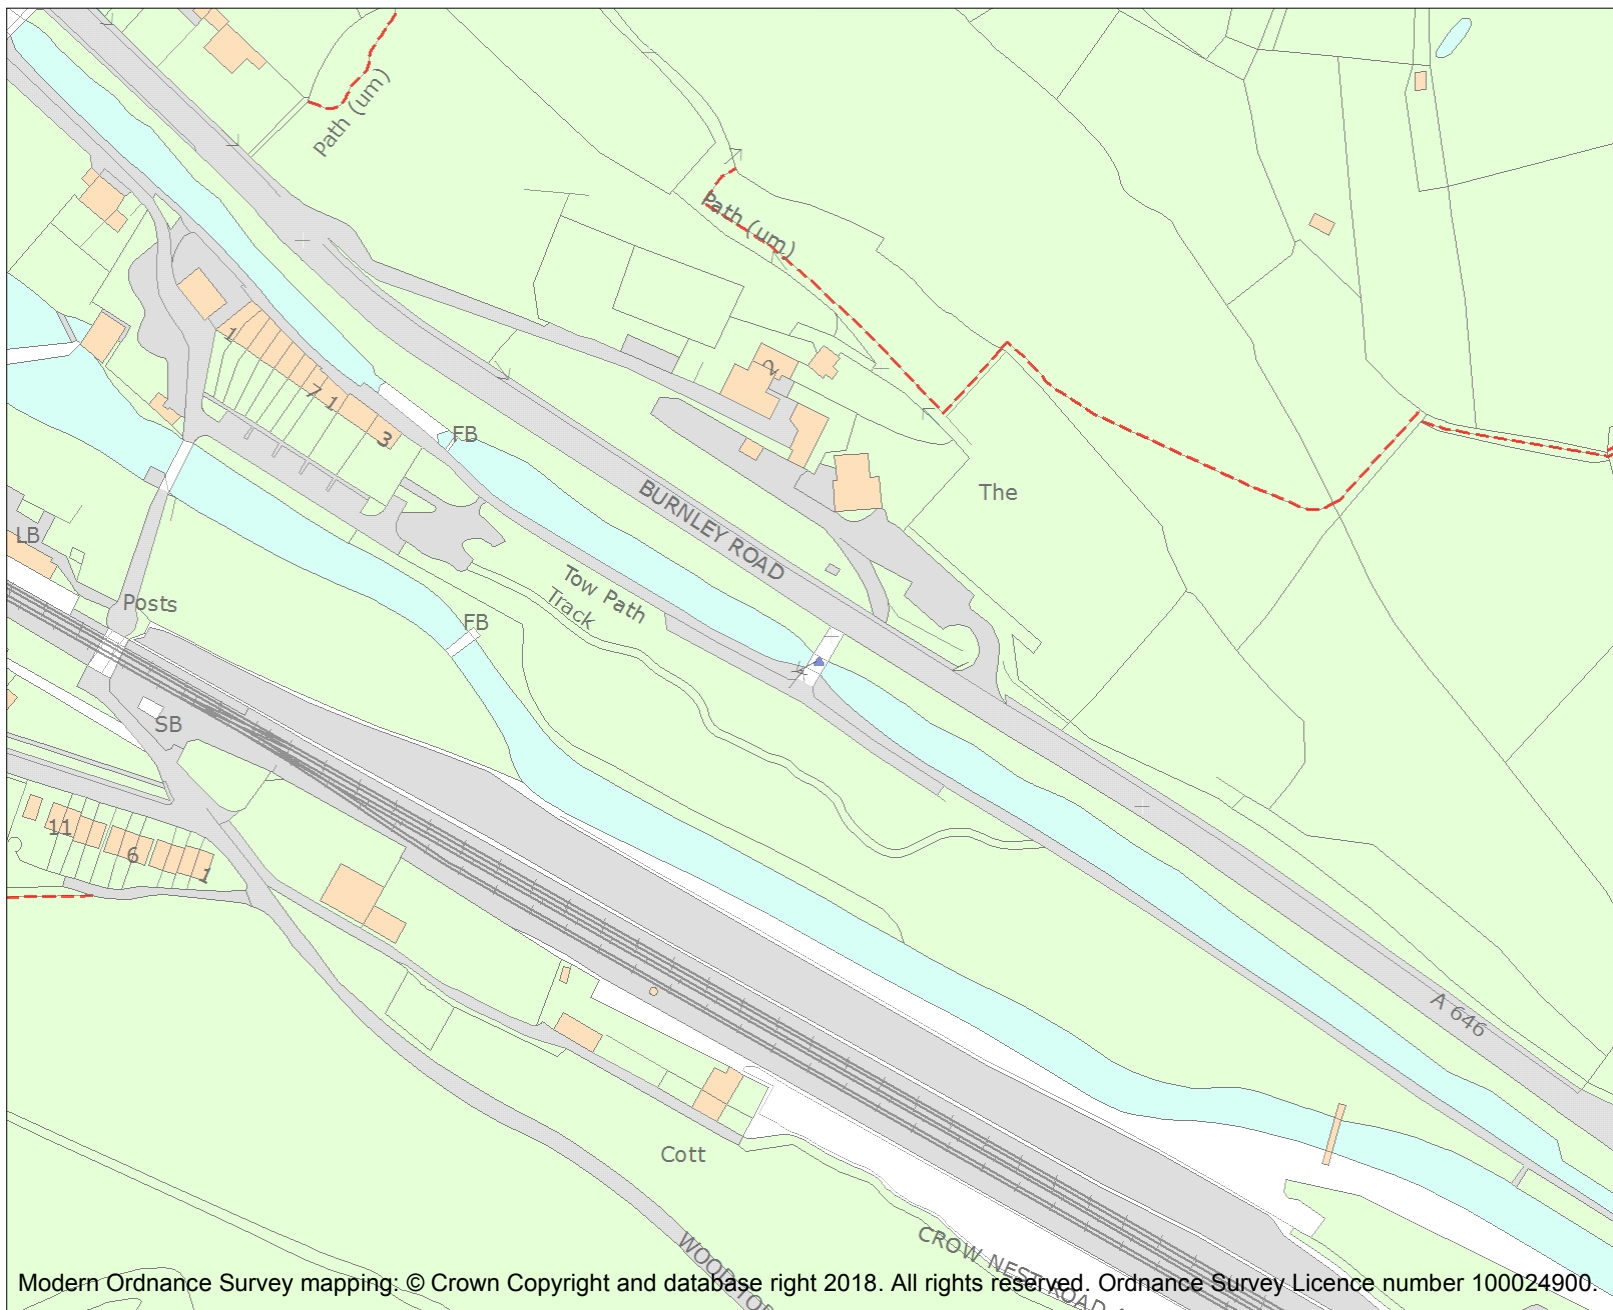 path (um)
Path (um)
2
1
7
1
3
FB
The
BURNLEY ROAD
LB
Tow Path
Track
Posts
FB
SB
11
6
1
A 646
Cott
CROW NEST ROAD
WOOD TOP
Modern Ordnance Survey mapping: © Crown Copyright and database right 2018. All rights reserved. Ordnance Survey Licence number 100024900.